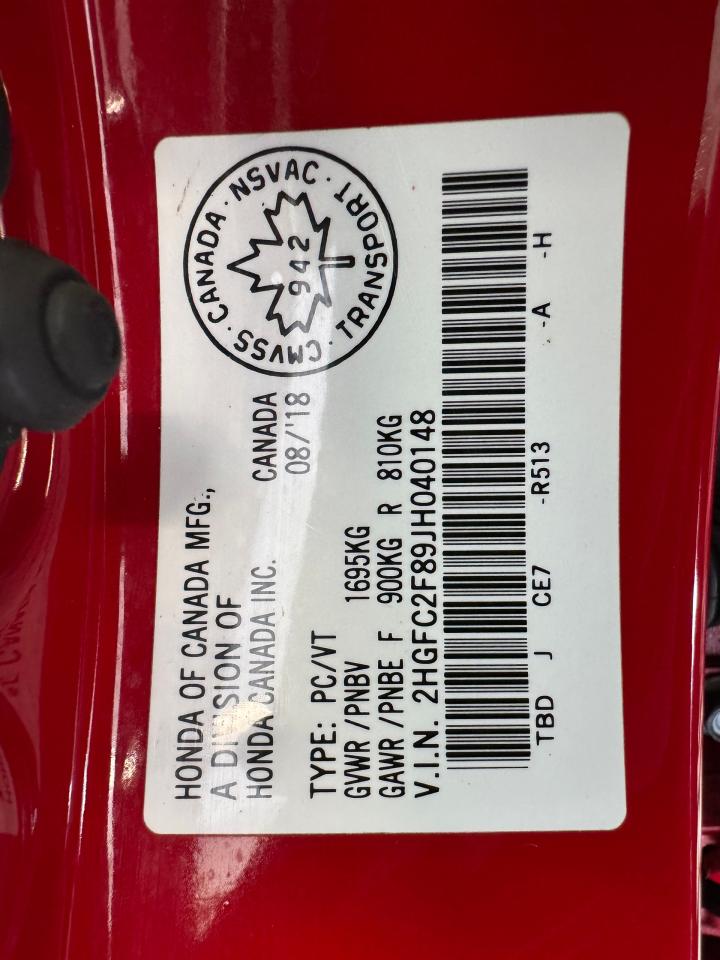 HONDA OF CANADA MFG.,
A DIVISION OF
HONDA CANADA INC. CANADA
08/'18
CMVSS · CANADA · NSVAC · TRANSPORT ·
942
TYPE: PC/VT
GVWR /PNBV 1695KG
GAWR /PNBE F 900KG R 810KG
V.I.N. 2HGFC2F89JH040148
TBD J CE7 -R513 -A -H